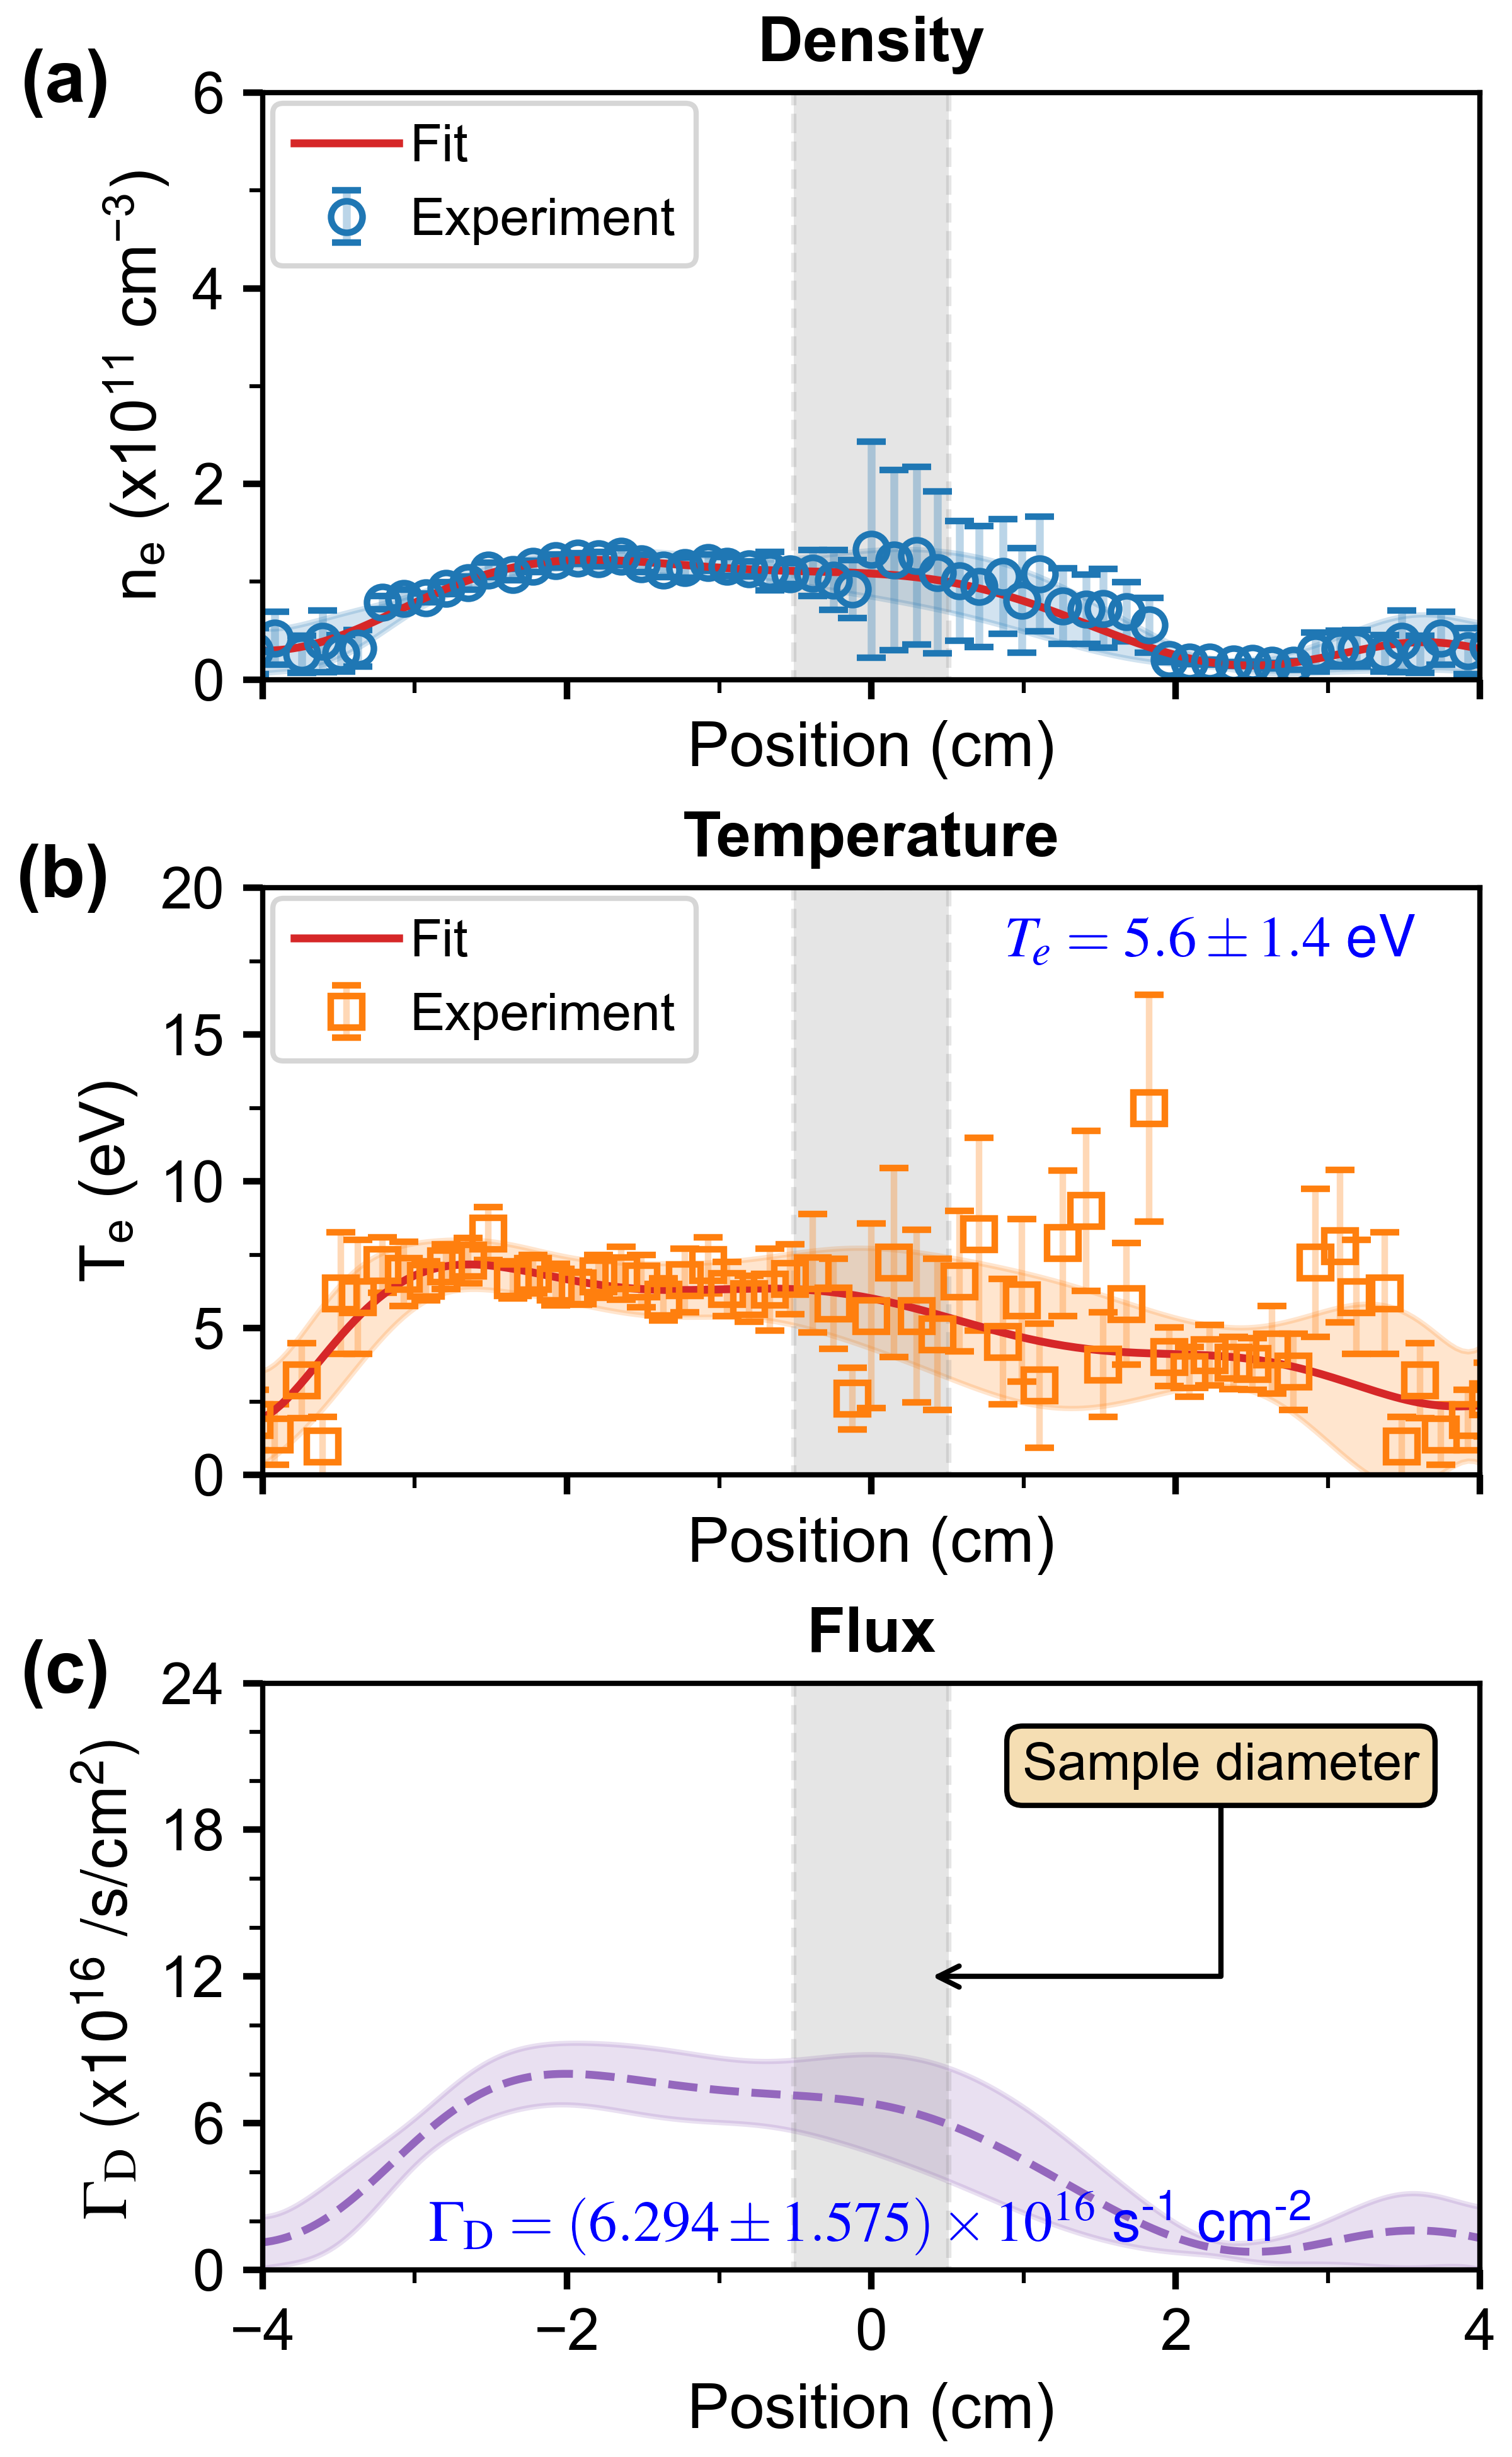 Density
(a)
6
4
2
0
nₑ (x10¹¹ cm⁻³)
Fit
Experiment
Position (cm)
Temperature
(b)
20
15
10
5
0
Tₑ (eV)
Fit
Experiment
Tₑ = 5.6 ± 1.4 eV
Position (cm)
Flux
(c)
24
18
12
6
0
Γ_D (x10¹⁶ /s/cm²)
Sample diameter
Γ_D = (6.294 ± 1.575) × 10¹⁶ s⁻¹ cm⁻²
−4 −2 0 2 4
Position (cm)